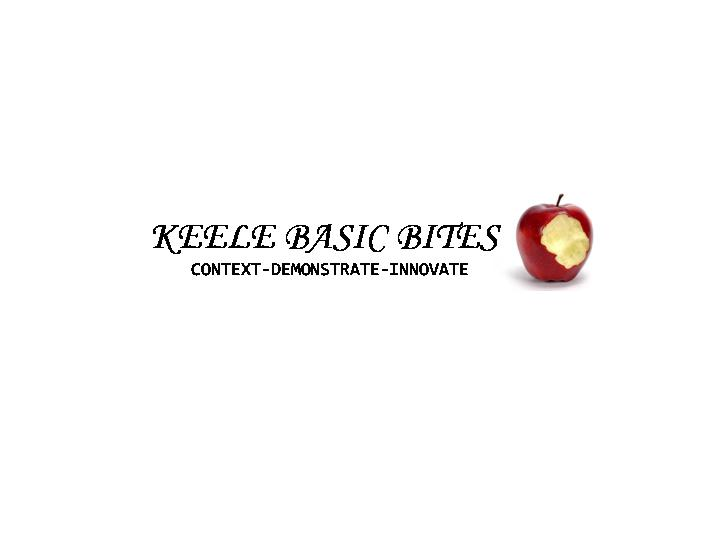 KEELE BASIC BITES
CONTEXT-DEMONSTRATE-INNOVATE